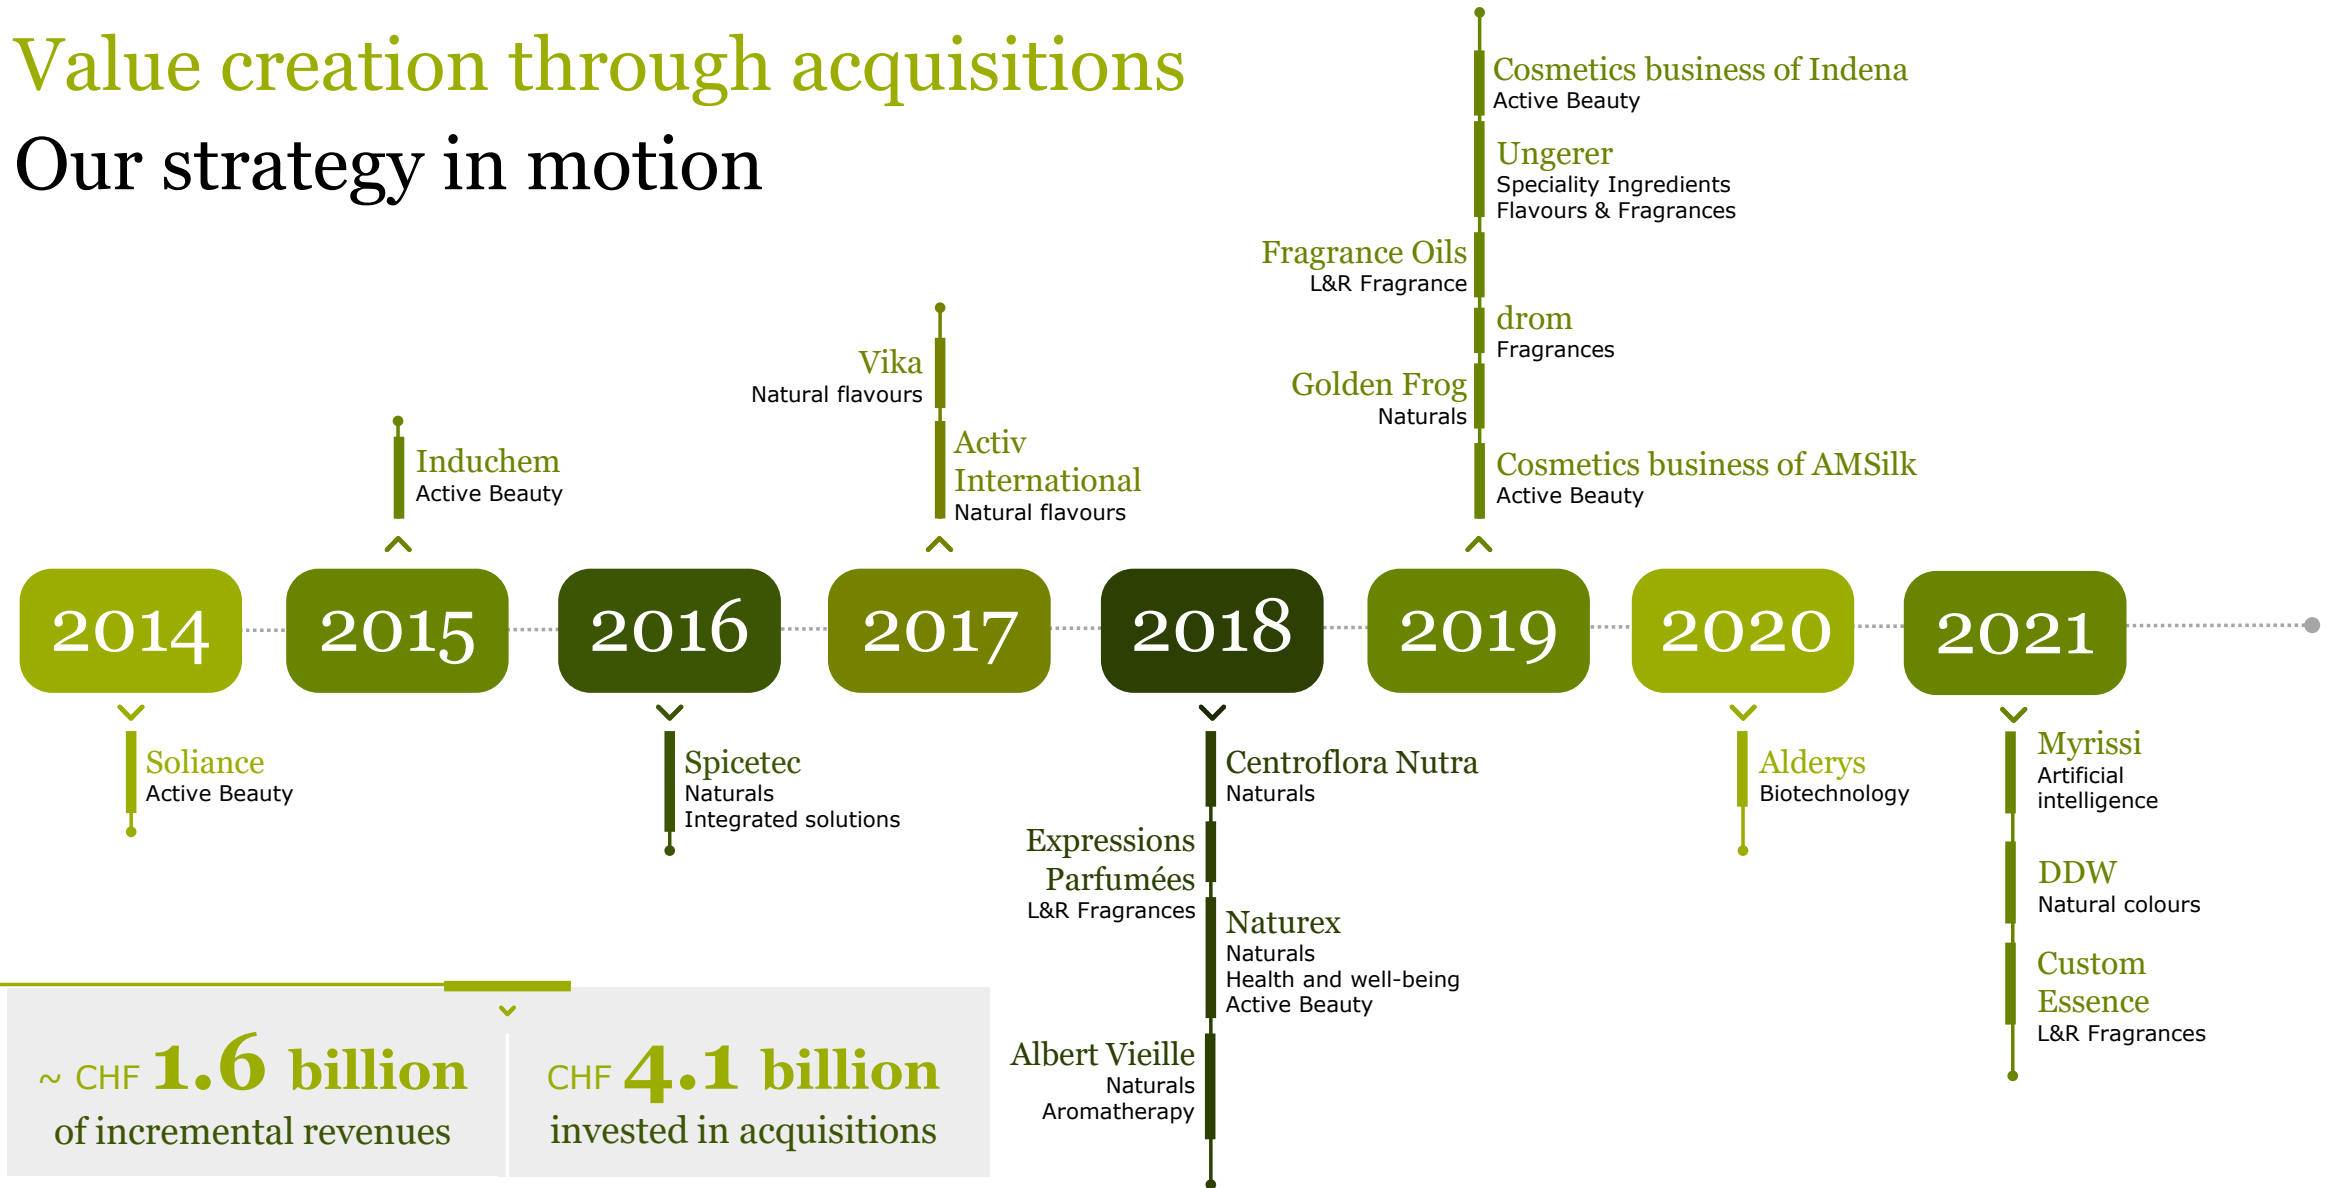 Value creation through acquisitions
Our strategy in motion
Cosmetics business of Indena
Active Beauty
Ungerer
Speciality Ingredients
Flavours & Fragrances
Fragrance Oils
L&R Fragrance
drom
Fragrances
Golden Frog
Naturals
Cosmetics business of AMSilk
Active Beauty
Vika
Natural flavours
Activ
International
Natural flavours
Induchem
Active Beauty
2014
2015
2016
2017
2018
2019
2020
2021
Soliance
Active Beauty
Spicetec
Naturals
Integrated solutions
Centroflora Nutra
Naturals
Expressions
Parfumées
L&R Fragrances
Naturex
Naturals
Health and well-being
Active Beauty
Albert Vieille
Naturals
Aromatherapy
Alderys
Biotechnology
Myrissi
Artificial
intelligence
DDW
Natural colours
Custom
Essence
L&R Fragrances
~ CHF 1.6 billion
of incremental revenues
CHF 4.1 billion
invested in acquisitions